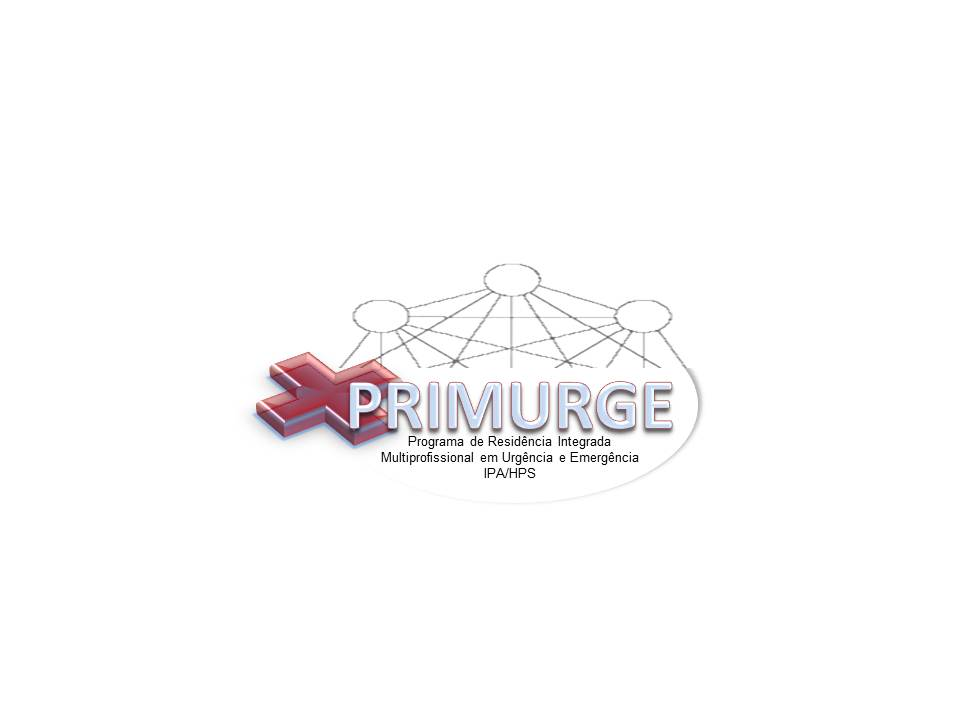 PRIMURGE
Programa de Residência Integrada
Multiprofissional em Urgência e Emergência
IPA/HPS